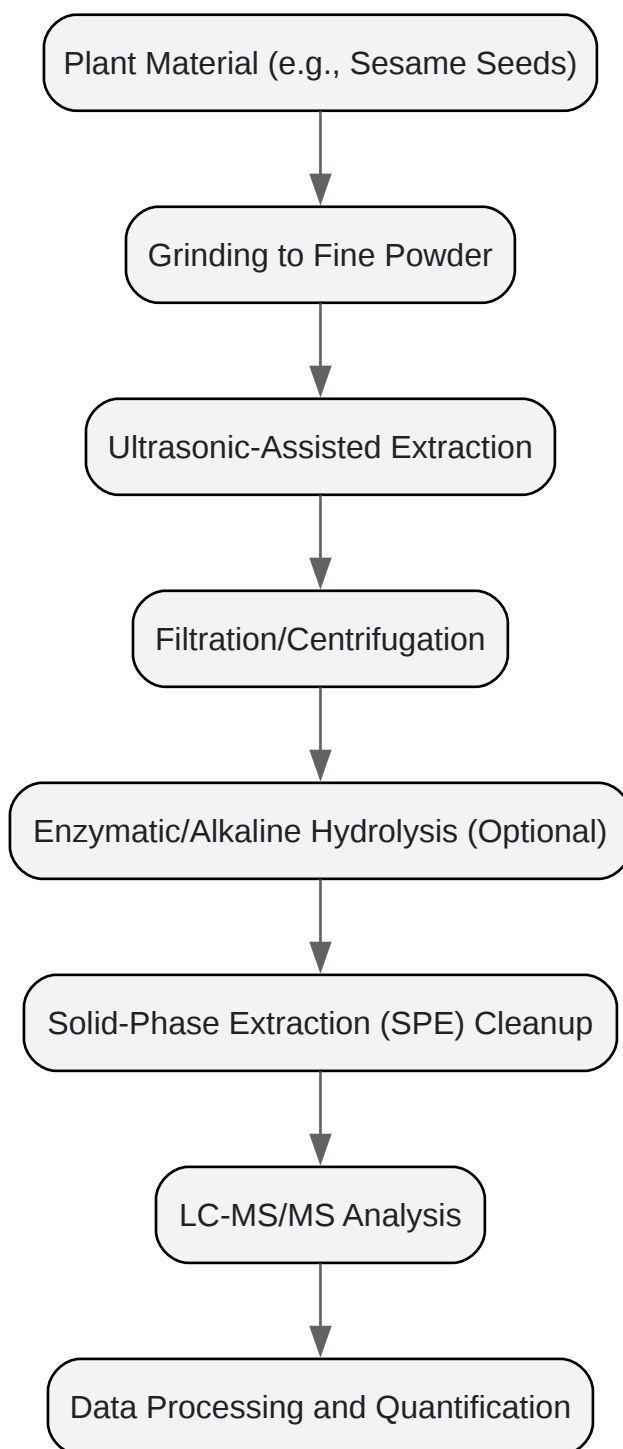 Plant Material (e.g., Sesame Seeds)
Grinding to Fine Powder
Ultrasonic-Assisted Extraction
Filtration/Centrifugation
Enzymatic/Alkaline Hydrolysis (Optional)
Solid-Phase Extraction (SPE) Cleanup
LC-MS/MS Analysis
Data Processing and Quantification